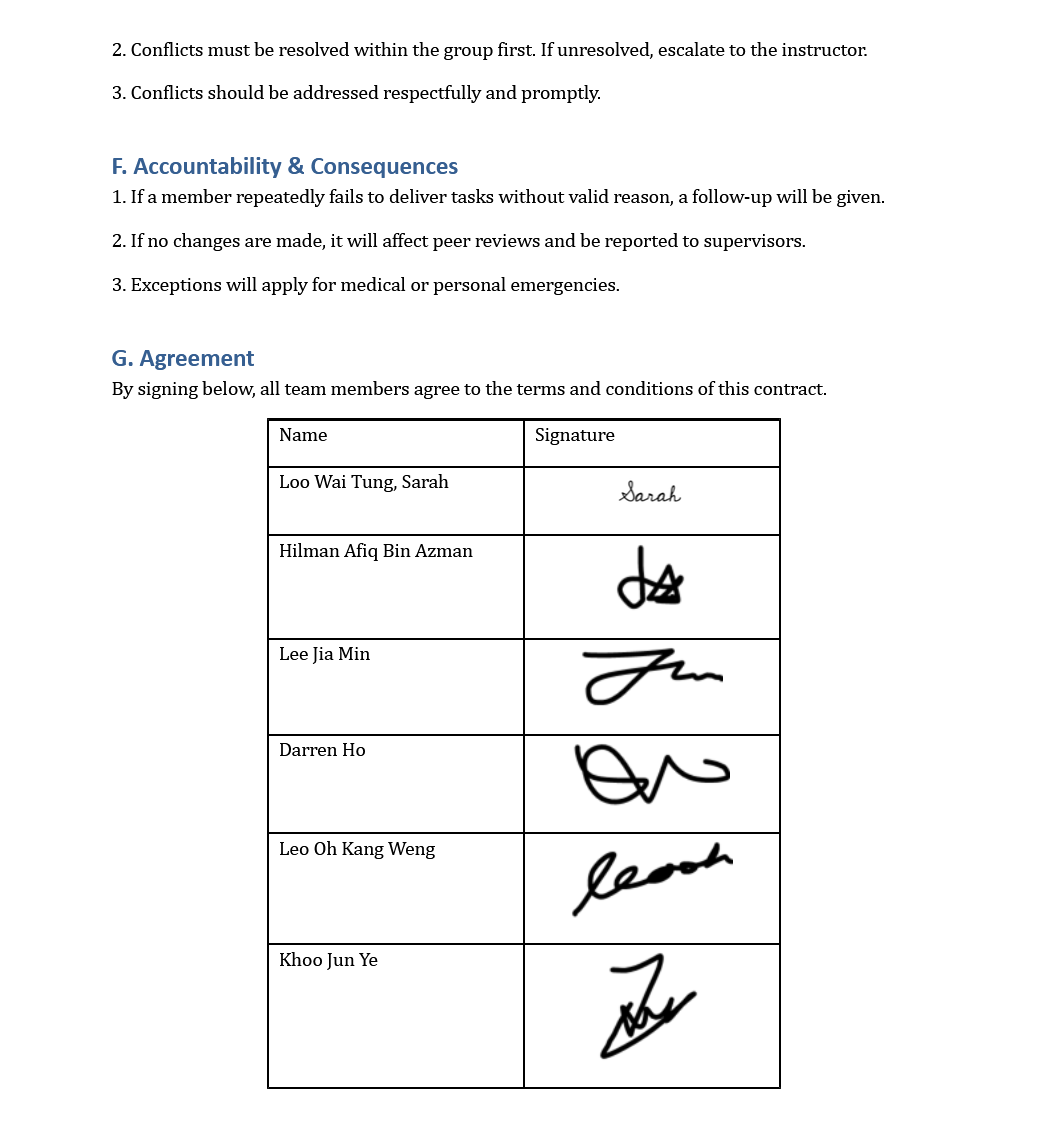 2. Conflicts must be resolved within the group first. If unresolved, escalate to the instructor.
3. Conflicts should be addressed respectfully and promptly.
F. Accountability & Consequences
1. If a member repeatedly fails to deliver tasks without valid reason, a follow-up will be given.
2. If no changes are made, it will affect peer reviews and be reported to supervisors.
3. Exceptions will apply for medical or personal emergencies.
G. Agreement
By signing below, all team members agree to the terms and conditions of this contract.
Name Signature
Loo Wai Tung, Sarah Sarah
Hilman Afiq Bin Azman
Lee Jia Min
Darren Ho
Leo Oh Kang Weng leooh
Khoo Jun Ye